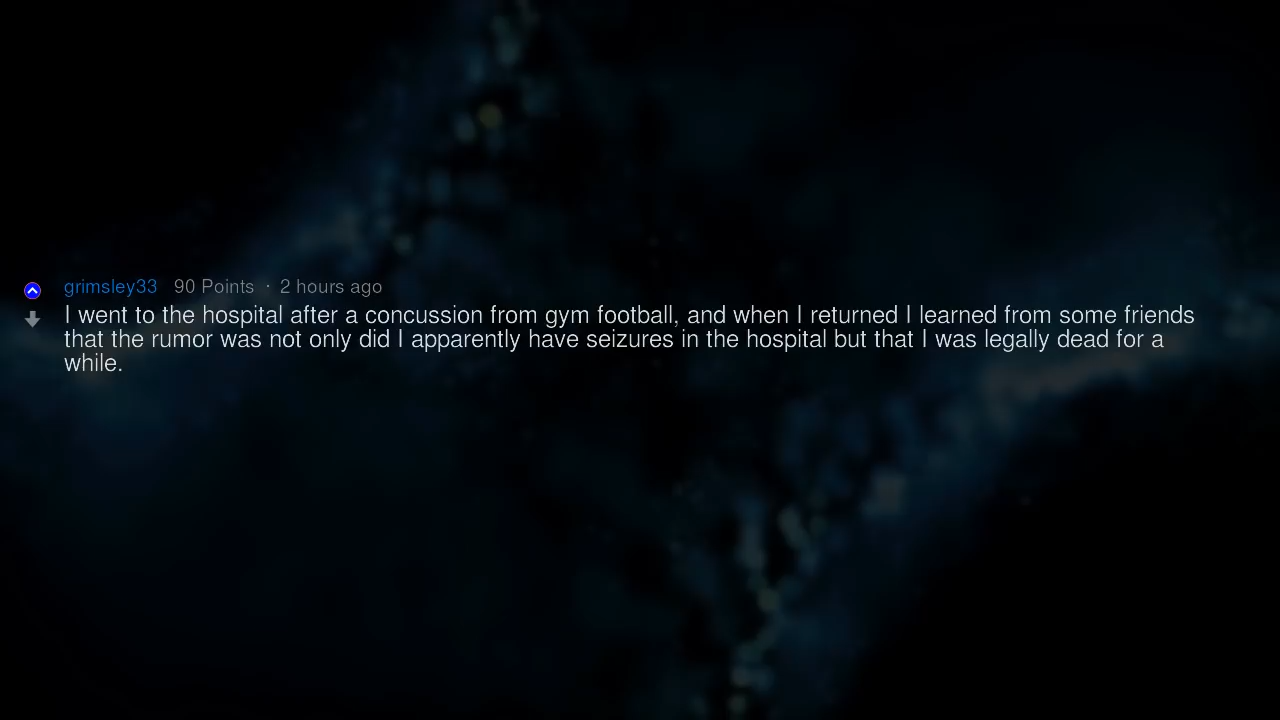 grimsley33 90 Points · 2 hours ago
I went to the hospital after a concussion from gym football, and when I returned I learned from some friends
that the rumor was not only did I apparently have seizures in the hospital but that I was legally dead for a
while.